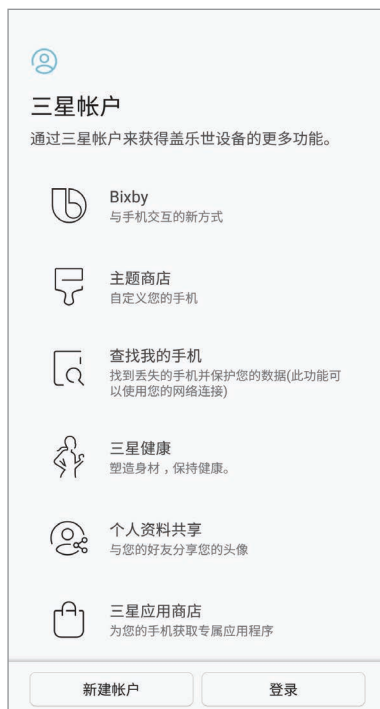 三星帐户
通过三星帐户来获得盖乐世设备的更多功能。
Bixby
与手机交互的新方式
主题商店
自定义您的手机
查找我的手机
找到丢失的手机并保护您的数据(此功能可
以使用您的网络连接)
三星健康
塑造身材，保持健康。
个人资料共享
与您的好友分享您的头像
三星应用商店
为您的手机获取专属应用程序
新建帐户
登录